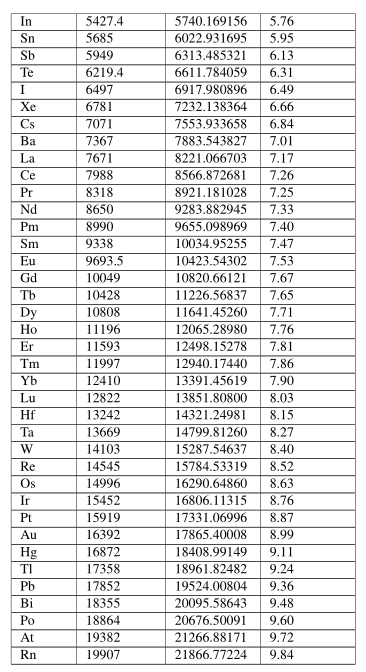 In 5427.4 5740.169156 5.76
Sn 5685 6022.931695 5.95
Sb 5949 6313.485321 6.13
Te 6219.4 6611.784059 6.31
I 6497 6917.980896 6.49
Xe 6781 7232.138364 6.66
Cs 7071 7553.933658 6.84
Ba 7367 7883.543827 7.01
La 7671 8221.066703 7.17
Ce 7988 8566.872681 7.26
Pr 8318 8921.181028 7.25
Nd 8650 9283.882945 7.33
Pm 8990 9655.098969 7.40
Sm 9338 10034.95255 7.47
Eu 9693.5 10423.54302 7.53
Gd 10049 10820.66121 7.67
Tb 10428 11226.56837 7.65
Dy 10808 11641.45260 7.71
Ho 11196 12065.28980 7.76
Er 11593 12498.15278 7.81
Tm 11997 12940.17440 7.86
Yb 12410 13391.45619 7.90
Lu 12822 13851.80800 8.03
Hf 13242 14321.24981 8.15
Ta 13669 14799.81260 8.27
W 14103 15287.54637 8.40
Re 14545 15784.53319 8.52
Os 14996 16290.64860 8.63
Ir 15452 16806.11315 8.76
Pt 15919 17331.06996 8.87
Au 16392 17865.40008 8.99
Hg 16872 18408.99149 9.11
Tl 17358 18961.82482 9.24
Pb 17852 19524.00804 9.36
Bi 18355 20095.58643 9.48
Po 18864 20676.50091 9.60
At 19382 21266.88171 9.72
Rn 19907 21866.77224 9.84